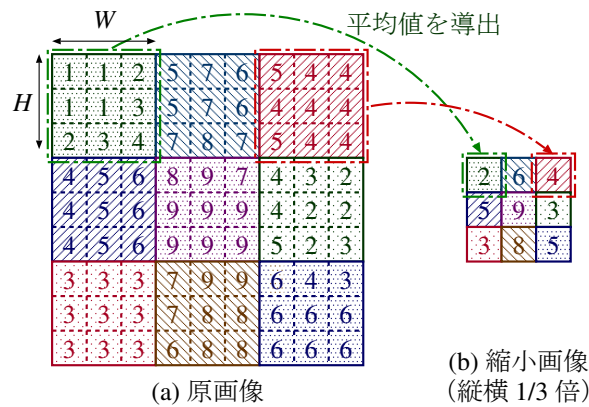 W
平均値を導出
H
1 1 2 5 7 6 5 4 4
1 1 3 5 7 6 4 4 4
2 3 4 7 8 7 5 4 4
4 5 6 8 9 7 4 3 2
4 5 6 9 9 9 4 2 2
4 5 6 9 9 9 5 2 3
3 3 3 7 9 9 6 4 3
3 3 3 7 8 8 6 6 6
3 3 3 6 8 8 6 6 6
2 6 4
5 9 3
3 8 5
(a) 原画像
(b) 縮小画像
（縦横 1/3 倍）